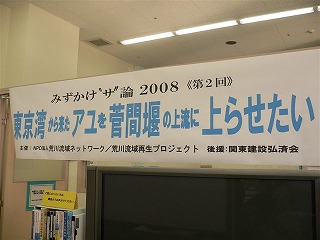 みずかけ〝ザ〟論 2008 《第2回》
東京湾から来たアユを菅間堰の上流に上らせたい
主催:NPO法人荒川流域ネットワーク/荒川流域再生プロジェクト 後援:関東建設弘済会